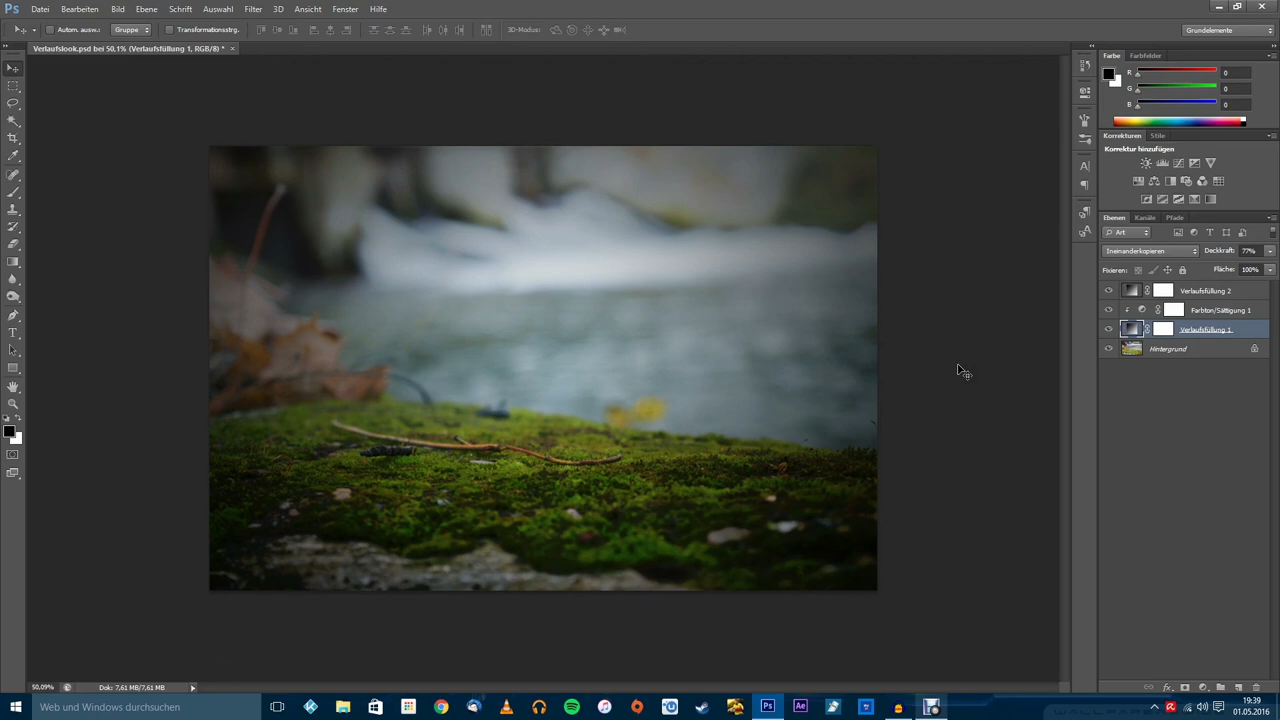 Ps Datei Bearbeiten Bild Ebene Schrift Auswahl Filter 3D Ansicht Fenster Hilfe
Autom. ausw.: Gruppe Transformationsstrg. 3D-Modus: Grundelemente
Verlaufslook.psd bei 50,1% (Verlaufsfüllung 1, RGB/8) *
Farbe Farbfelder
R 0
G 0
B 0
Korrekturen Stile
Korrektur hinzufügen
Ebenen Kanäle Pfade
Art
Ineinanderkopieren Deckkraft: 77%
Fixieren: Fläche: 100%
Verlaufsfüllung 2
Farbton/Sättigung 1
Verlaufsfüllung 1
Hintergrund
50,09% Dok: 7,61 MB/7,61 MB
Web und Windows durchsuchen Ps Ae 19:39
01.05.2016